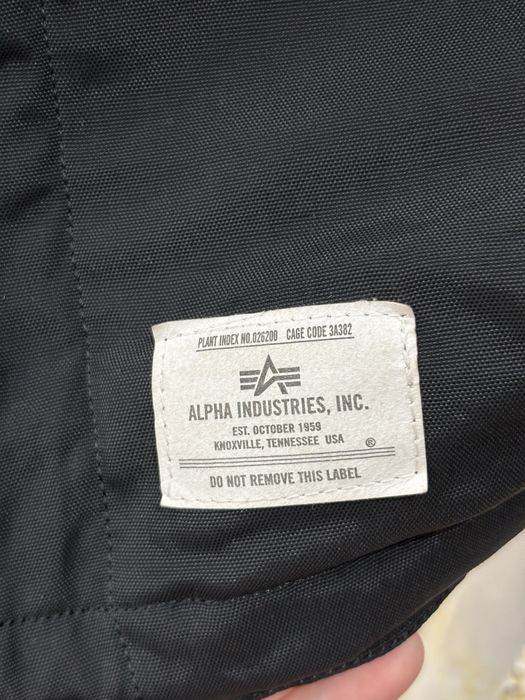 PLANT INDEX NO.026200 CAGE CODE 3A382
ALPHA INDUSTRIES, INC.
EST. OCTOBER 1959
KNOXVILLE, TENNESSEE USA ®
DO NOT REMOVE THIS LABEL